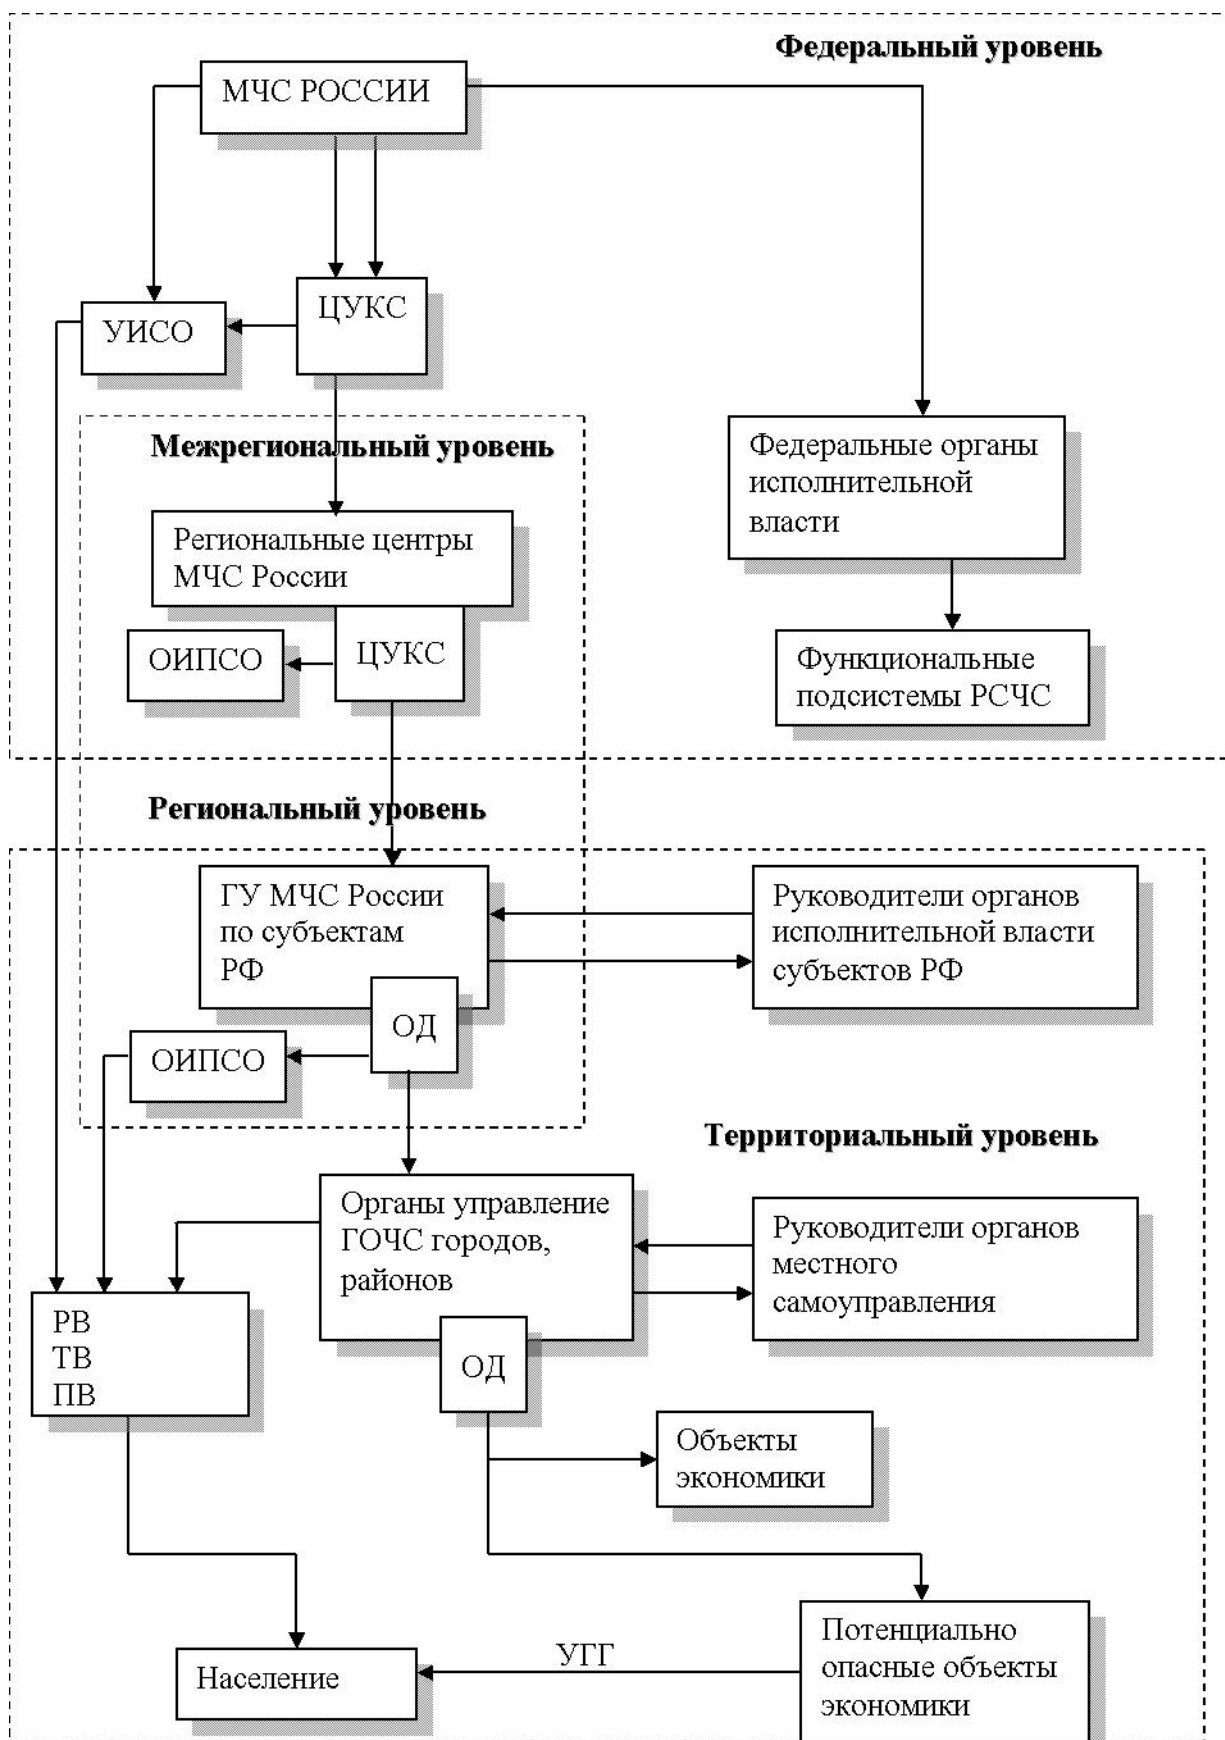 Федеральный уровень
МЧС РОССИИ
ЦУКС
УИСО
Межрегиональный уровень
Федеральные органы
исполнительной
власти
Региональные центры
МЧС России
ОИПСО
ЦУКС
Функциональные
подсистемы РСЧС
Региональный уровень
ГУ МЧС России
по субъектам
РФ
Руководители органов
исполнительной власти
субъектов РФ
ОД
ОИПСО
Территориальный уровень
Органы управление
ГОЧС городов,
районов
Руководители органов
местного
самоуправления
РВ
ТВ
ПВ
ОД
Объекты
экономики
Потенциально
опасные объекты
экономики
УГГ
Население